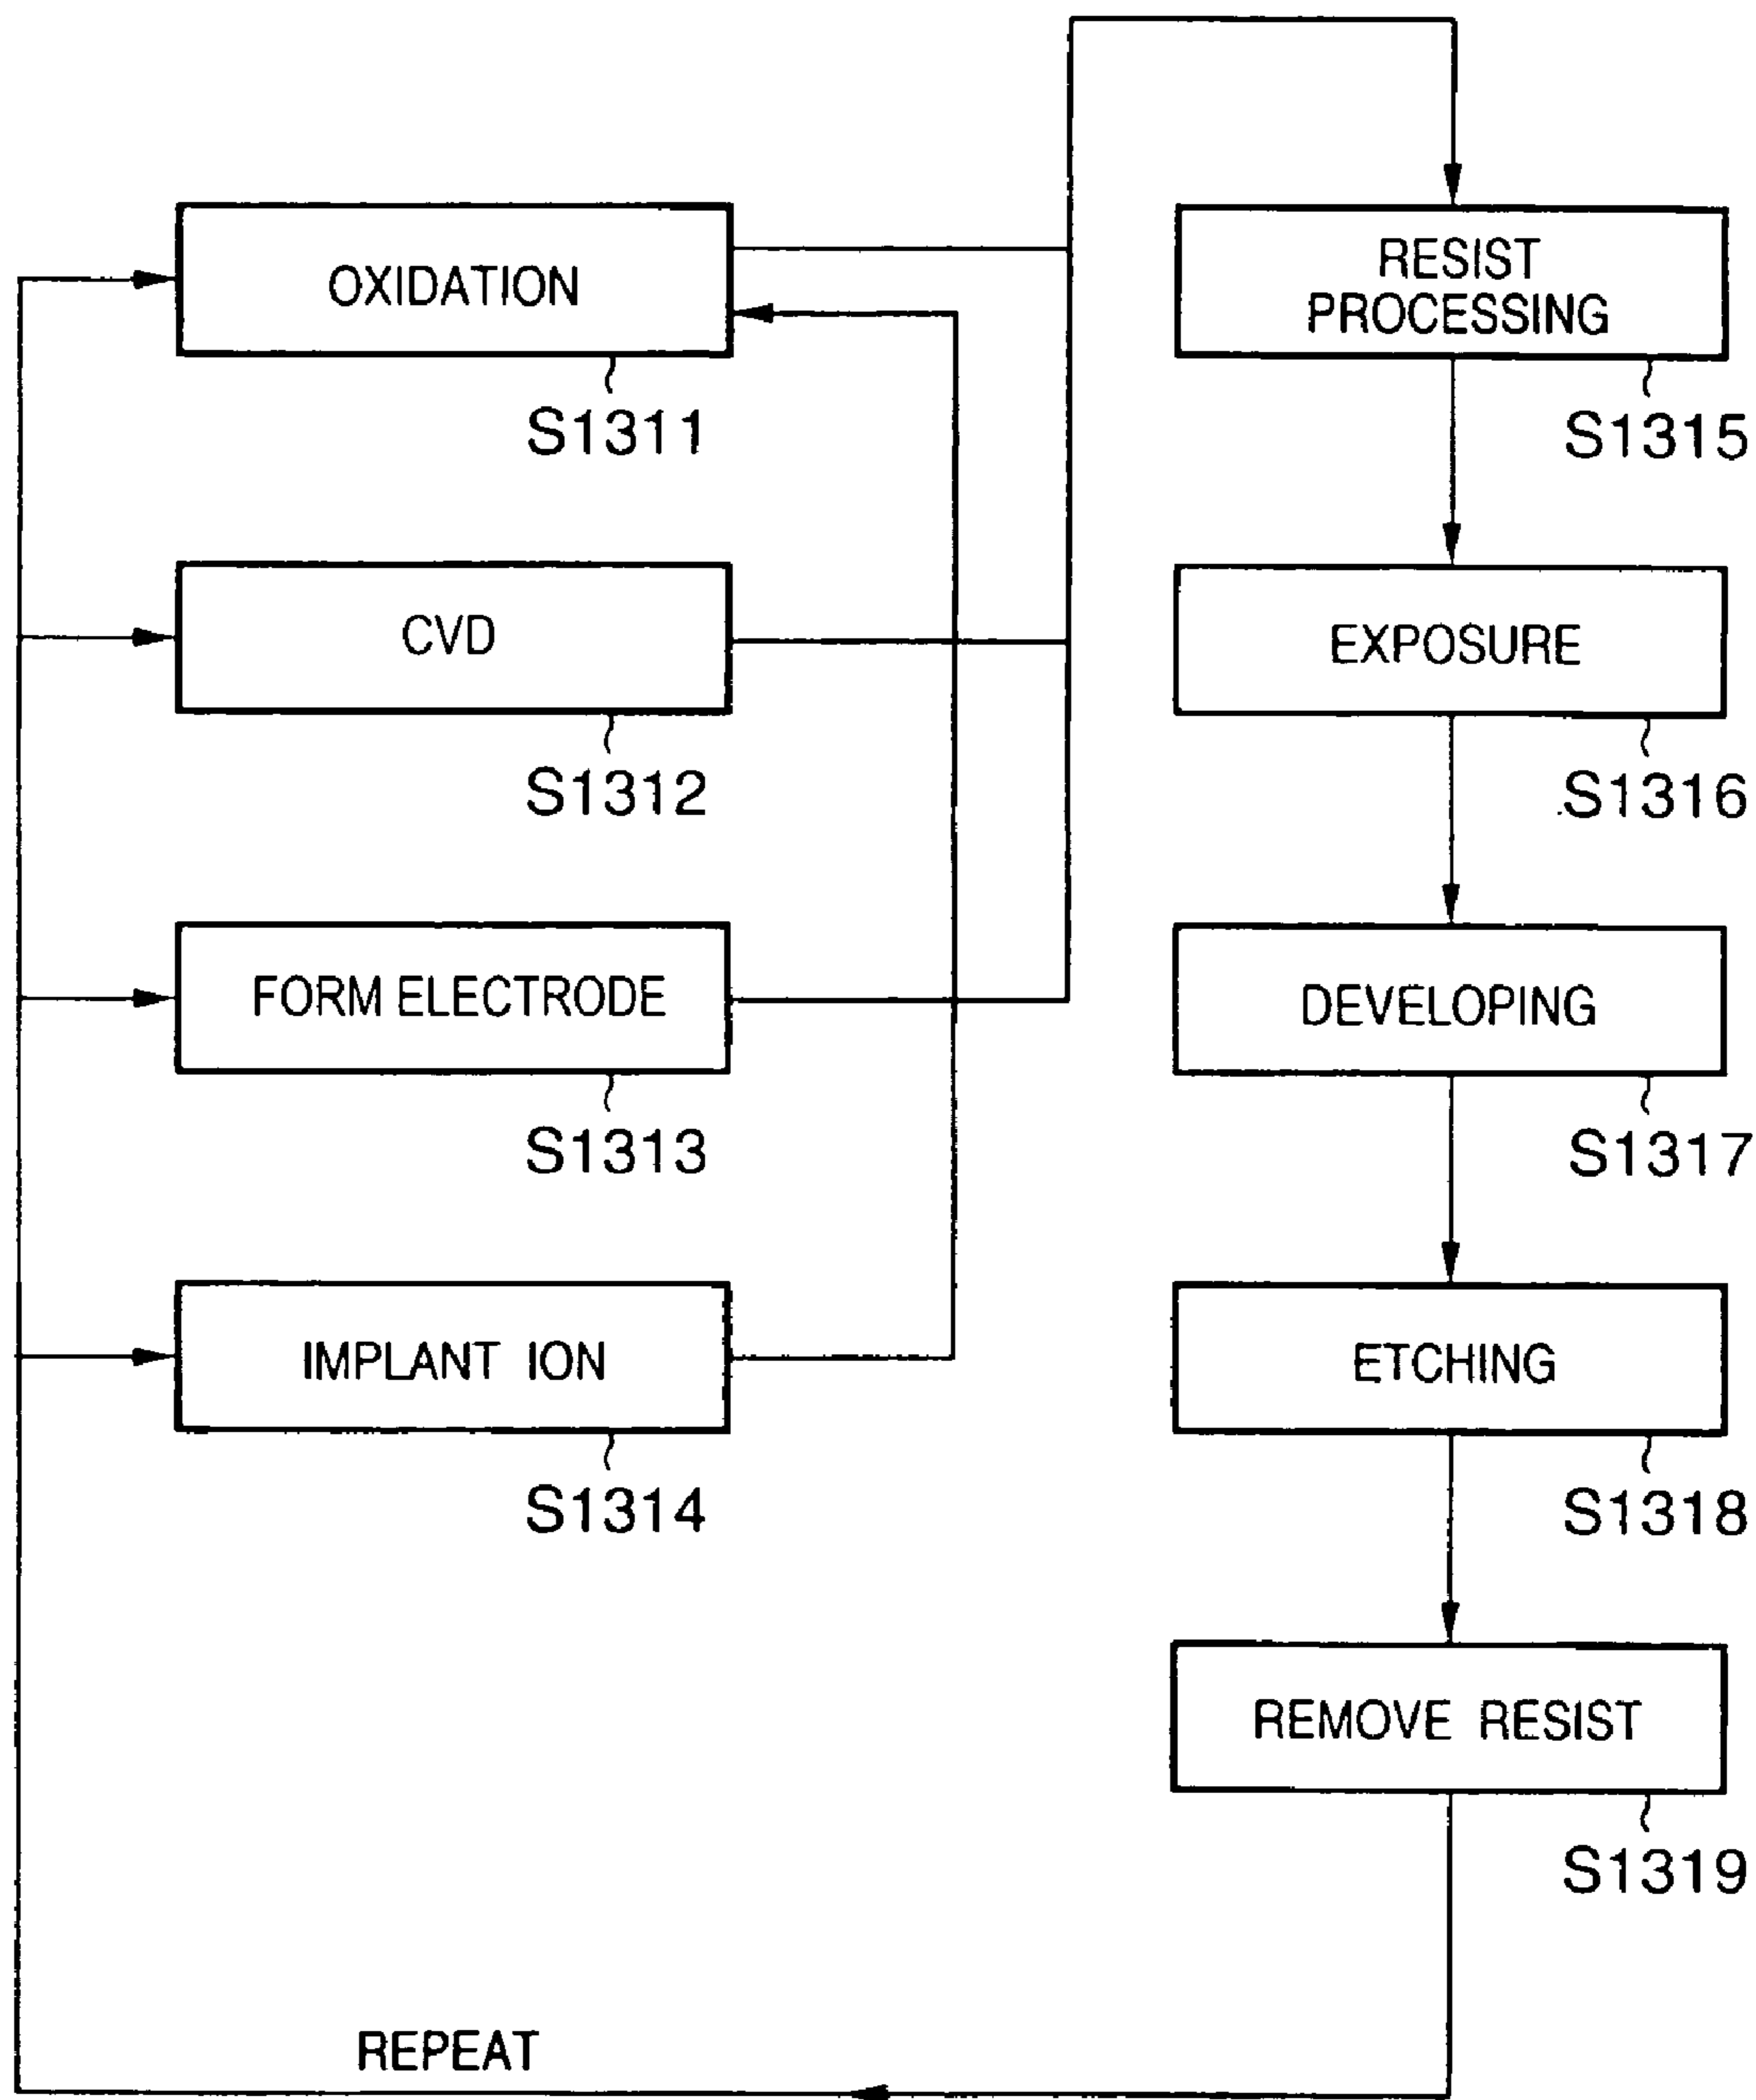 OXIDATION
S1311
CVD
S1312
FORM ELECTRODE
S1313
IMPLANT ION
S1314
RESIST
PROCESSING
S1315
EXPOSURE
S1316
DEVELOPING
S1317
ETCHING
S1318
REMOVE RESIST
S1319
REPEAT